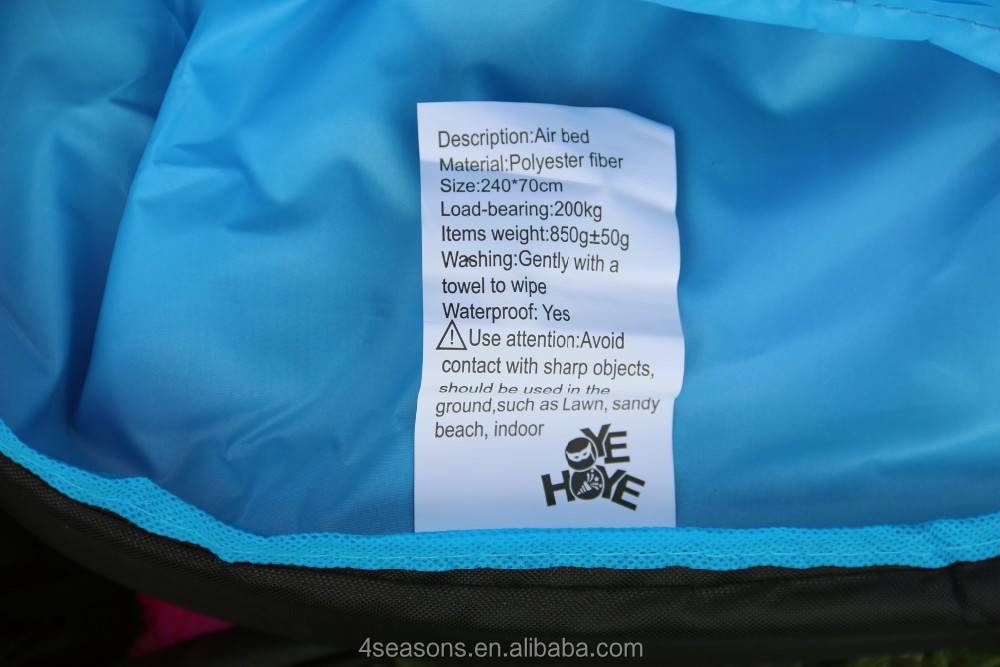 Description:Air bed
Material:Polyester fiber
Size:240*70cm
Load-bearing:200kg
Items weight:850g±50g
Washing:Gently with a
towel to wipe
Waterproof: Yes
Use attention:Avoid
contact with sharp objects,
should be used in the
ground,such as Lawn, sandy
beach, indoor
OYE
HOYE
4seasons.en.alibaba.com